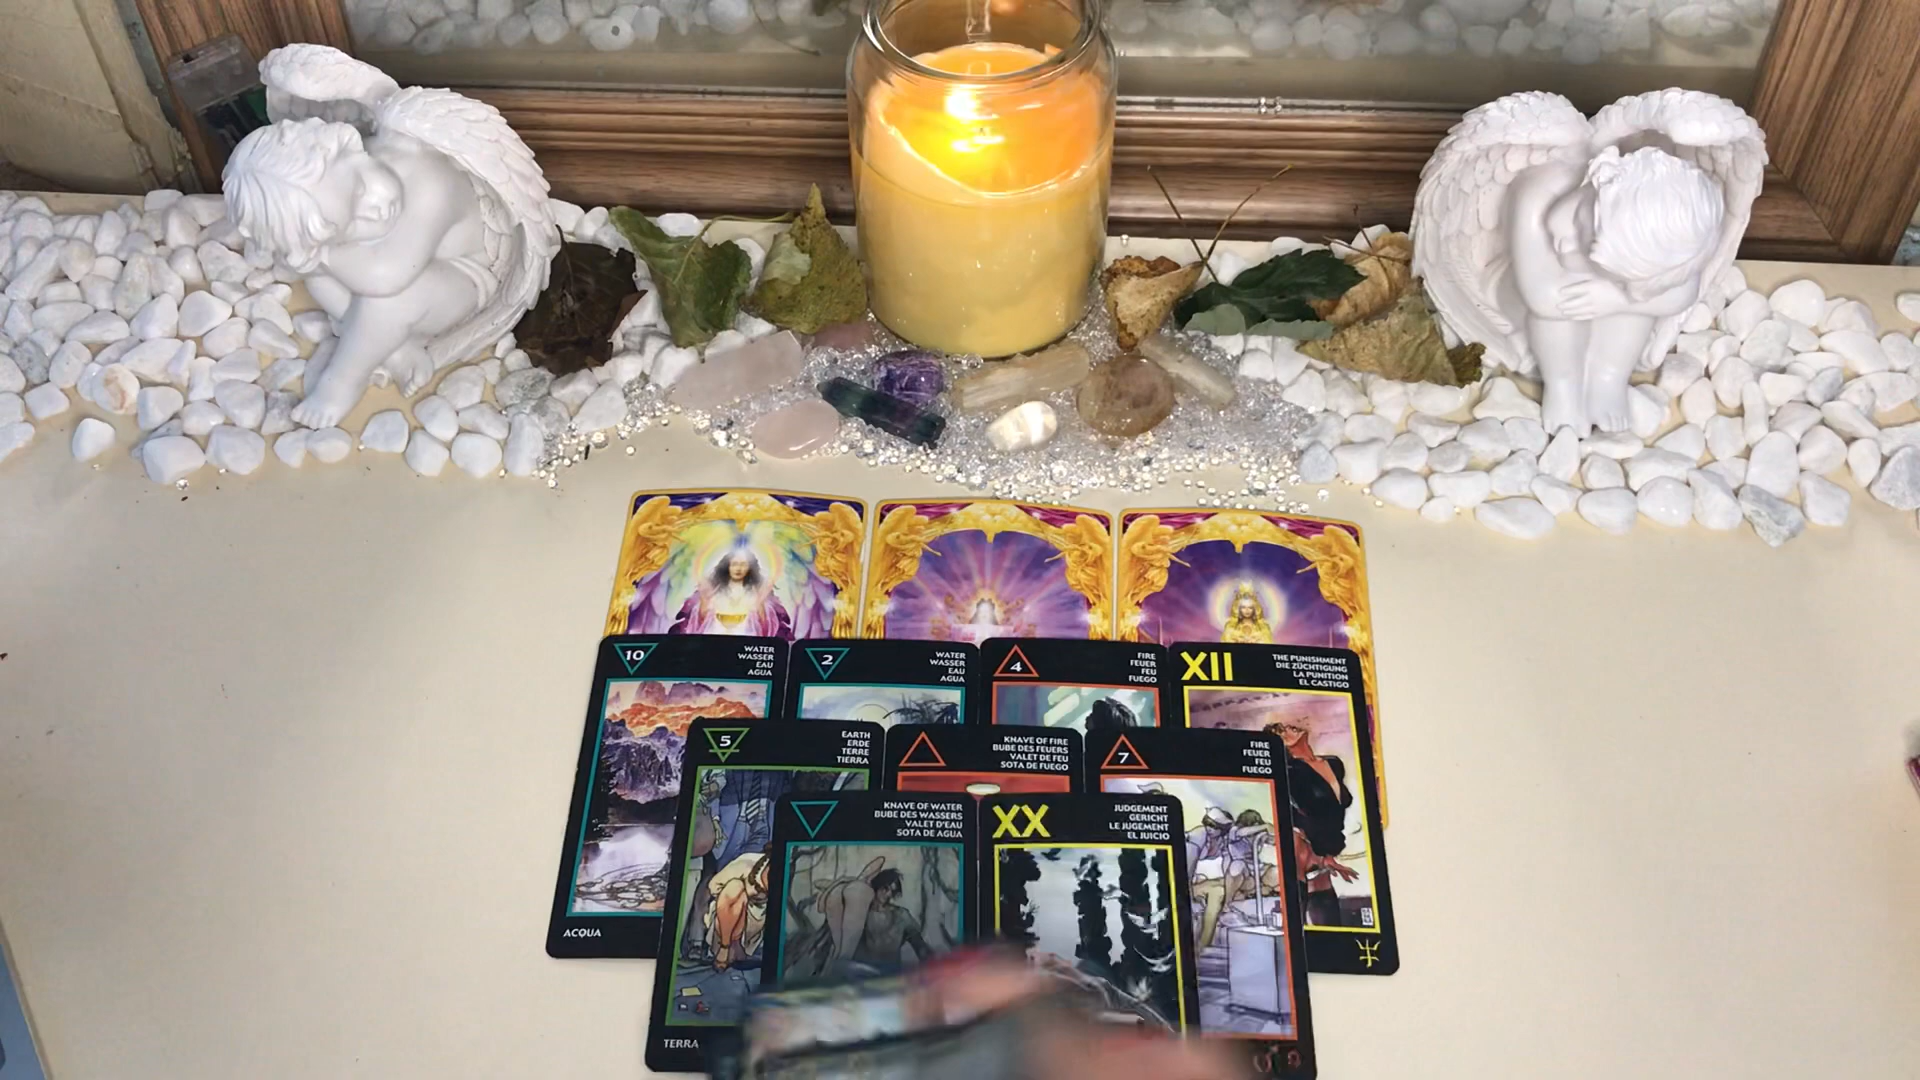 10
WATER
WASSER
EAU
AGUA
2
WATER
WASSER
EAU
AGUA
4
FIRE
FEUER
FEU
FUEGO
XII
THE PUNISHMENT
DIE ZÜCHTIGUNG
LA PUNITION
EL CASTIGO
5
EARTH
ERDE
TERRE
TIERRA
KNAVE OF FIRE
BUBE DES FEUERS
VALET DE FEU
SOTA DE FUEGO
7
FIRE
FEUER
FEU
FUEGO
KNAVE OF WATER
BUBE DES WASSERS
VALET D'EAU
SOTA DE AGUA
XX
JUDGEMENT
GERICHT
LE JUGEMENT
EL JUICIO
ACQUA
TERRA